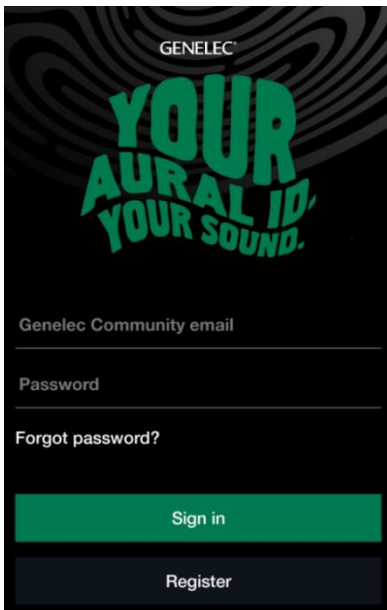 GENELEC®
YOUR
AURAL ID.
YOUR SOUND.
Genelec Community email
Password
Forgot password?
Sign in
Register